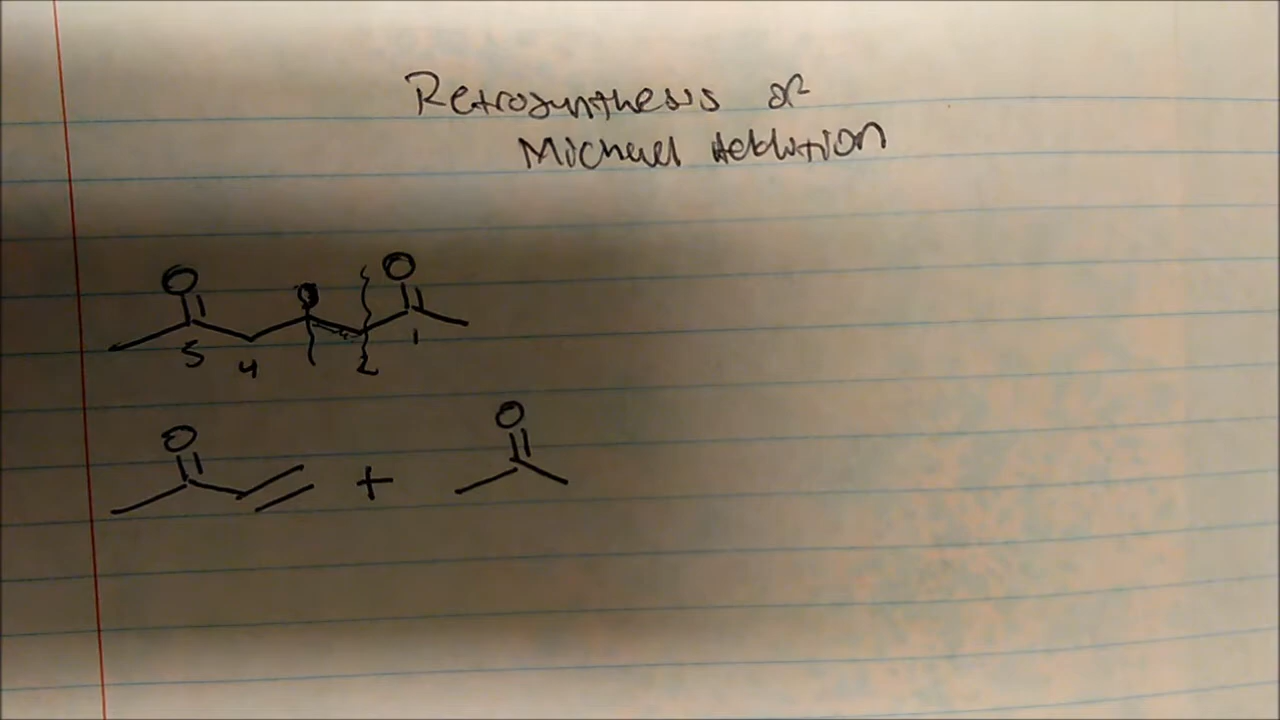 Retrosynthesis of
Michael Addition
O O
5 4 2 1
O O
+